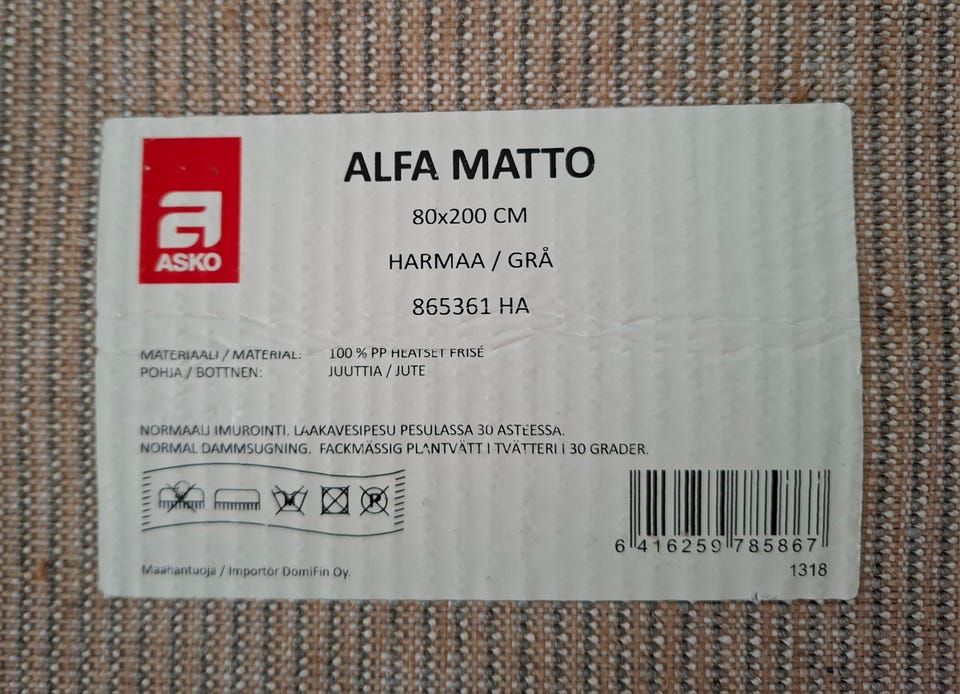 ASKO
ALFA MATTO
80x200 CM
HARMAA / GRÅ
865361 HA
MATERIAALI / MATERIAL: 100 % PP HEATSET FRISÉ
POHJA / BOTTNEN: JUUTTIA / JUTE
NORMAALI IMUROINTI. LAAKAVESIPESU PESULASSA 30 ASTEESSA.
NORMAL DAMMSUGNING. FACKMÄSSIG PLANTVÄTT I TVÄTTERI I 30 GRADER.
P
6 416259 785867
Maahantuoja / Importör DomiFin Oy.
1318